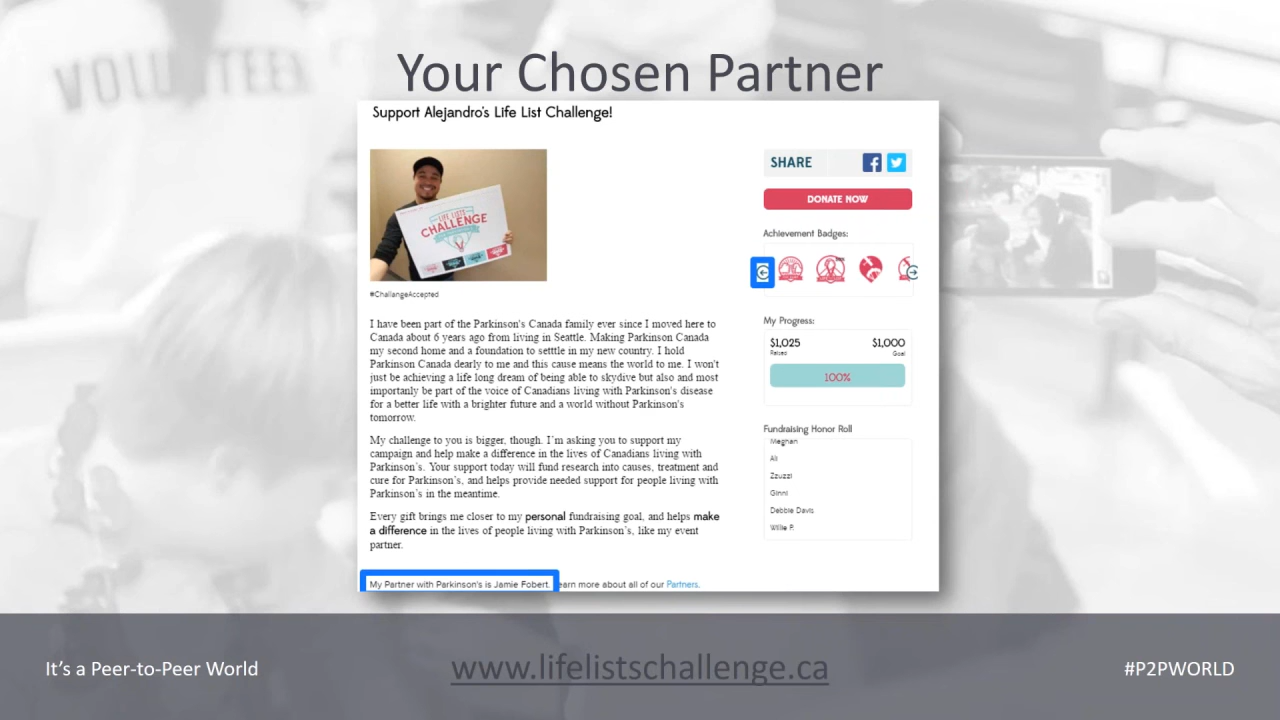 VOLUNTEER
Your Chosen Partner
Support Alejandro's Life List Challenge!
LIFE LISTS
CHALLENGE
#ChallangeAccepted
I have been part of the Parkinson's Canada family ever since I moved here to
Canada about 6 years ago from living in Seattle. Making Parkinson Canada
my second home and a foundation to setttle in my new country. I hold
Parkinson Canada dearly to me and this cause means the world to me. I won't
just be achieving a life long dream of being able to skydive but also and most
importanly be part of the voice of Canadians living with Parkinson's disease
for a better life with a brighter future and a world without Parkinson's
tomorrow.
My challenge to you is bigger, though. I'm asking you to support my
campaign and help make a difference in the lives of Canadians living with
Parkinson's. Your support today will fund research into causes, treatment and
cure for Parkinson's, and helps provide needed support for people living with
Parkinson's in the meantime.
Every gift brings me closer to my personal fundraising goal, and helps make
a difference in the lives of people living with Parkinson's, like my event
partner.
My Partner with Parkinson's is Jamie Fobert. earn more about all of our Partners.
SHARE
DONATE NOW
Achievement Badges:
My Progress:
$1,025 $1,000
Raised Goal
100%
Fundraising Honor Roll
Meghan
Ali
Zzuzzi
Ginni
Debbie Davis
Willie P.
It's a Peer-to-Peer World
www.lifelistschallenge.ca
#P2PWORLD